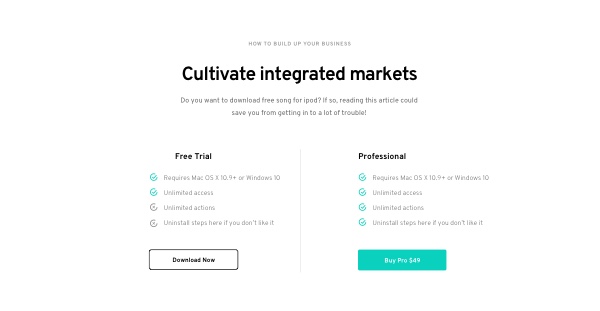 HOW TO BUILD UP YOUR BUSINESS
Cultivate integrated markets
Do you want to download free song for ipod? If so, reading this article could
save you from getting in to a lot of trouble!
Free Trial
Requires Mac OS X 10.9+ or Windows 10
Unlimited access
Unlimited actions
Uninstall steps here if you don't like it
Download Now
Professional
Requires Mac OS X 10.9+ or Windows 10
Unlimited access
Unlimited actions
Uninstall steps here if you don't like it
Buy Pro $49